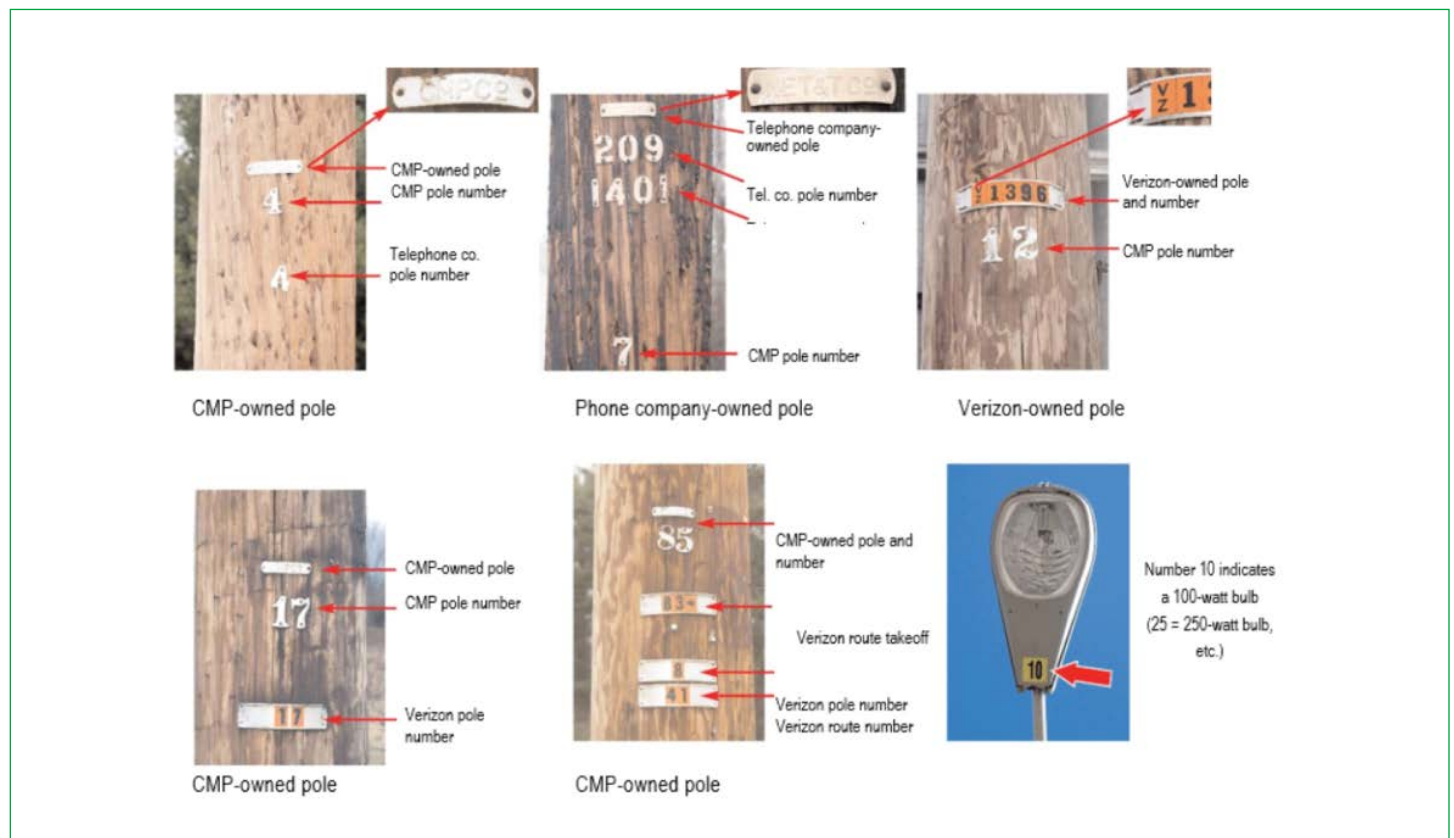 CMPCO
CMP-owned pole
CMP pole number
4
Telephone co.
pole number
CMP-owned pole
ET&TCO
Telephone company-
owned pole
209
Tel. co. pole number
1401
7
CMP pole number
Phone company-owned pole
VZ 1
VZ 1396
Verizon-owned pole
and number
12
CMP pole number
Verizon-owned pole
CMP-owned pole
17
CMP pole number
17
Verizon pole
number
CMP-owned pole
85
CMP-owned pole and
number
83
Verizon route takeoff
8
41
Verizon pole number
Verizon route number
CMP-owned pole
10
Number 10 indicates
a 100-watt bulb
(25 = 250-watt bulb,
etc.)